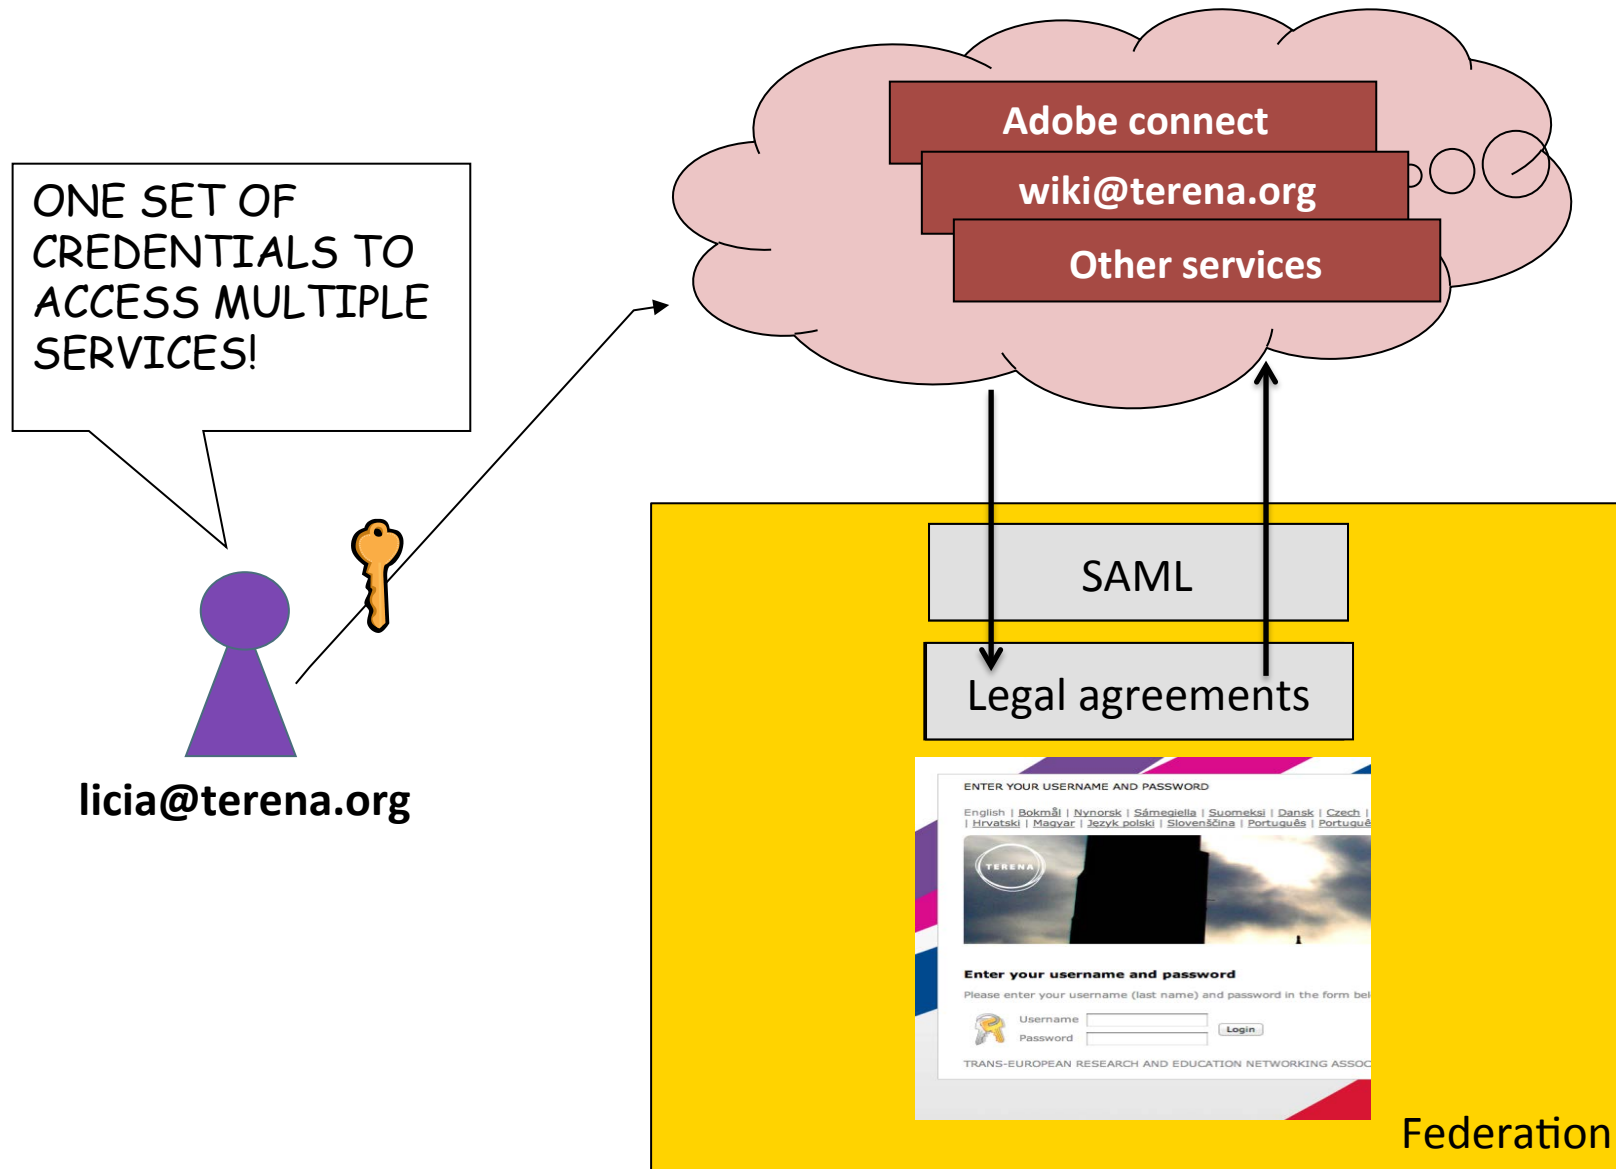 ONE SET OF
CREDENTIALS TO
ACCESS MULTIPLE
SERVICES!
licia@terena.org
Adobe connect
wiki@terena.org
Other services
SAML
Legal agreements
ENTER YOUR USERNAME AND PASSWORD
English | Bokmål | Nynorsk | Sámegiella | Suomeksi | Dansk | Czech |
| Hrvatski | Magyar | Język polski | Slovenščina | Português |
TERENA
Enter your username and password
Please enter your username (last name) and password in the form
Username
Login
Password
TRANS-EUROPEAN RESEARCH AND EDUCATION NETWORKING
Federation